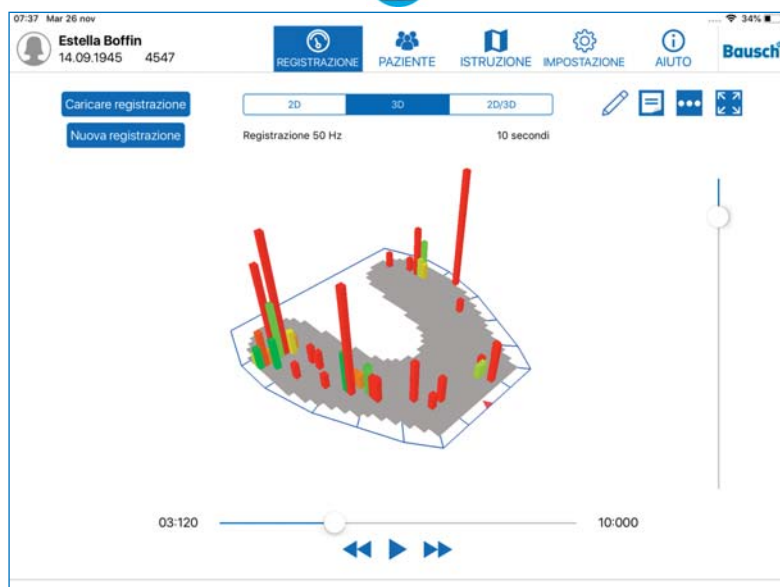 07:37 Mar 26 nov
34%
Estella Boffin
14.09.1945 4547
REGISTRAZIONE PAZIENTE ISTRUZIONE IMPOSTAZIONE AIUTO
Bausch
Caricare registrazione
2D 3D 2D/3D
Nuova registrazione
Registrazione 50 Hz 10 secondi
03:120 10:000